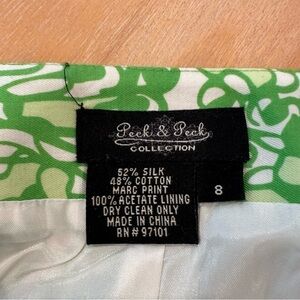 Peck & Peck
COLLECTION
52% SILK
48% COTTON
MARC PRINT
100% ACETATE LINING
DRY CLEAN ONLY
MADE IN CHINA
RN # 97101
8